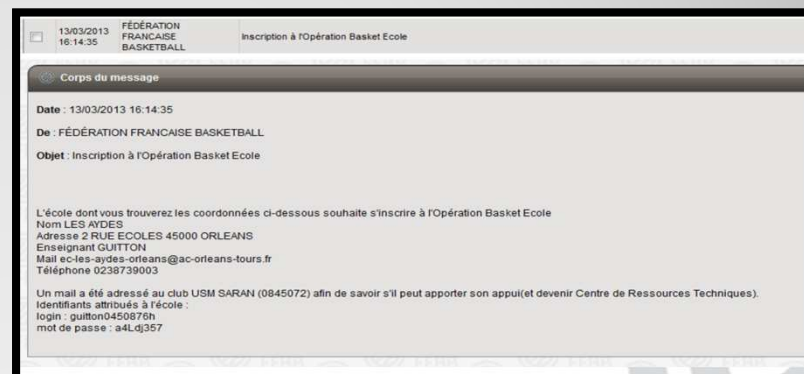 13/03/2013 16:14:35 FÉDÉRATION FRANCAISE BASKETBALL Inscription à l'Opération Basket Ecole
Corps du message
Date : 13/03/2013 16:14:35
De : FÉDÉRATION FRANCAISE BASKETBALL
Objet : Inscription à l'Opération Basket Ecole
L'école dont vous trouverez les coordonnées ci-dessous souhaite s'inscrire à l'Opération Basket Ecole
Nom LES AYDES
Adresse 2 RUE ECOLES 45000 ORLEANS
Enseignant GUITTON
Mail ec-les-aydes-orleans@ac-orleans-tours.fr
Téléphone 0238739003
Un mail a été adressé au club USM SARAN (0845072) afin de savoir s'il peut apporter son appui(et devenir Centre de Ressources Techniques).
Identifiants attribués à l'école :
login : guitton0450876h
mot de passe : a4Ldj357